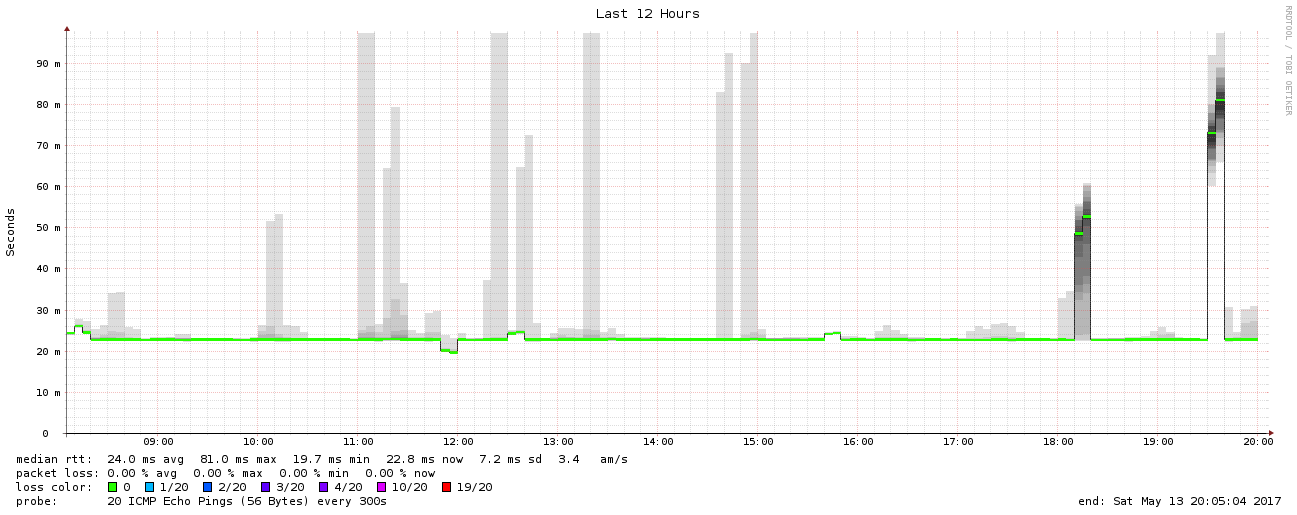 Last 12 Hours
RRDTOOL / TOBI OETIKER
Seconds
90 m
80 m
70 m
60 m
50 m
40 m
30 m
20 m
10 m
0
09:00 10:00 11:00 12:00 13:00 14:00 15:00 16:00 17:00 18:00 19:00 20:00
median rtt: 24.0 ms avg 81.0 ms max 19.7 ms min 22.8 ms now 7.2 ms sd 3.4 am/s
packet loss: 0.00 % avg 0.00 % max 0.00 % min 0.00 % now
loss color: 0 1/20 2/20 3/20 4/20 10/20 19/20
probe: 20 ICMP Echo Pings (56 Bytes) every 300s end: Sat May 13 20:05:04 2017